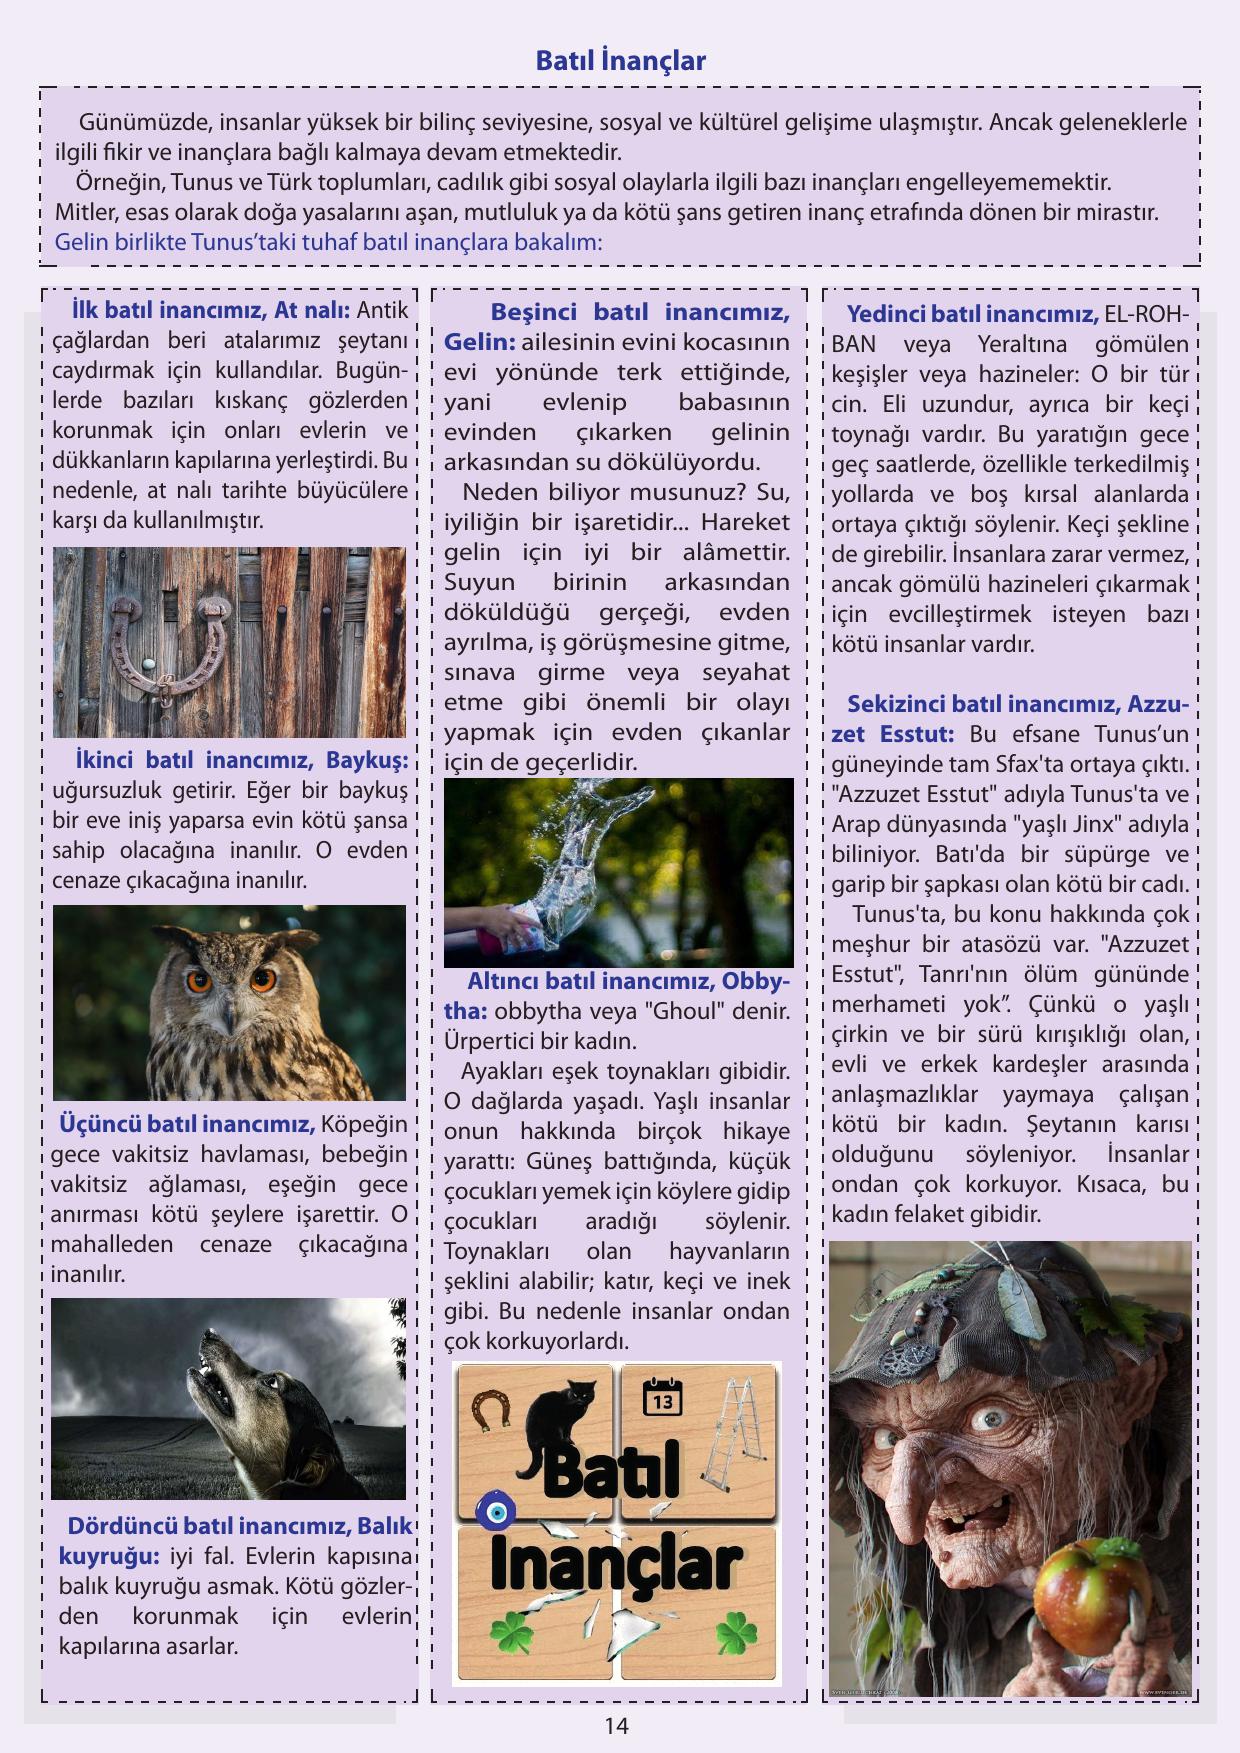 Batıl İnançlar
Günümüzde, insanlar yüksek bir bilinç seviyesine, sosyal ve kültürel gelişime ulaşmıştır. Ancak geleneklerle
ilgili fikir ve inançlara bağlı kalmaya devam etmektedir.
Örneğin, Tunus ve Türk toplumları, cadılık gibi sosyal olaylarla ilgili bazı inançları engelleyememektir.
Mitler, esas olarak doğa yasalarını aşan, mutluluk ya da kötü şans getiren inanç etrafında dönen bir mirastır.
Gelin birlikte Tunus’taki tuhaf batıl inançlara bakalım:
İlk batıl inancımız, At nalı: Antik
çağlardan beri atalarımız şeytanı
caydırmak için kullandılar. Bugün-
lerde bazıları kıskanç gözlerden
korunmak için onları evlerin ve
dükkanların kapılarına yerleştirdi. Bu
nedenle, at nalı tarihte büyücülere
karşı da kullanılmıştır.
İkinci batıl inancımız, Baykuş:
uğursuzluk getirir. Eğer bir baykuş
bir eve iniş yaparsa evin kötü şansa
sahip olacağına inanılır. O evden
cenaze çıkacağına inanılır.
Üçüncü batıl inancımız, Köpeğin
gece vakitsiz havlaması, bebeğin
vakitsiz ağlaması, eşeğin gece
anırması kötü şeylere işarettir. O
mahalleden cenaze çıkacağına
inanılır.
Dördüncü batıl inancımız, Balık
kuyruğu: iyi fal. Evlerin kapısına
balık kuyruğu asmak. Kötü gözler-
den korunmak için evlerin
kapılarına asarlar.
Beşinci batıl inancımız,
Gelin: ailesinin evini kocasının
evi yönünde terk ettiğinde,
yani evlenip babasının
evinden çıkarken gelinin
arkasından su dökülüyordu.
Neden biliyor musunuz? Su,
iyiliğin bir işaretidir... Hareket
gelin için iyi bir alâmettir.
Suyun birinin arkasından
döküldüğü gerçeği, evden
ayrılma, iş görüşmesine gitme,
sınava girme veya seyahat
etme gibi önemli bir olayı
yapmak için evden çıkanlar
için de geçerlidir.
Altıncı batıl inancımız, Obby-
tha: obbytha veya "Ghoul" denir.
Ürpertici bir kadın.
Ayakları eşek toynakları gibidir.
O dağlarda yaşadı. Yaşlı insanlar
onun hakkında birçok hikaye
yarattı: Güneş battığında, küçük
çocukları yemek için köylere gidip
çocukları aradığı söylenir.
Toynakları olan hayvanların
şeklini alabilir; katır, keçi ve inek
gibi. Bu nedenle insanlar ondan
çok korkuyorlardı.
13
Batıl
Inançlar
Yedinci batıl inancımız, EL-ROH-
BAN veya Yeraltına gömülen
keşişler veya hazineler: O bir tür
cin. Eli uzundur, ayrıca bir keçi
toynağı vardır. Bu yaratığın gece
geç saatlerde, özellikle terkedilmiş
yollarda ve boş kırsal alanlarda
ortaya çıktığı söylenir. Keçi şekline
de girebilir. İnsanlara zarar vermez,
ancak gömülü hazineleri çıkarmak
için evcilleştirmek isteyen bazı
kötü insanlar vardır.
Sekizinci batıl inancımız, Azzu-
zet Esstut: Bu efsane Tunus’un
güneyinde tam Sfax'ta ortaya çıktı.
"Azzuzet Esstut" adıyla Tunus'ta ve
Arap dünyasında "yaşlı Jinx" adıyla
biliniyor. Batı'da bir süpürge ve
garip bir şapkası olan kötü bir cadı.
Tunus'ta, bu konu hakkında çok
meşhur bir atasözü var. "Azzuzet
Esstut", Tanrı'nın ölüm gününde
merhameti yok”. Çünkü o yaşlı
çirkin ve bir sürü kırışıklığı olan,
evli ve erkek kardeşler arasında
anlaşmazlıklar yaymaya çalışan
kötü bir kadın. Şeytanın karısı
olduğunu söyleniyor. İnsanlar
ondan çok korkuyor. Kısaca, bu
kadın felaket gibidir.
14